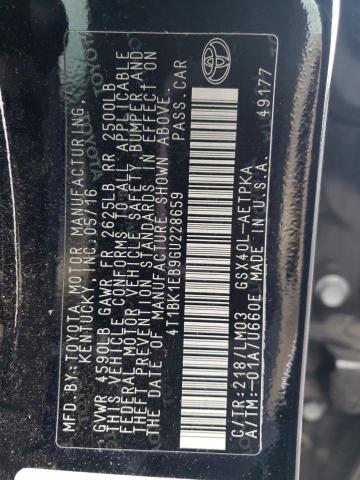 MFD.BY:TOYOTA MOTOR MANUFACTURING,
KENTUCKY, INC. 05/16
GVWR 4590LB GAWR FR 2625LB RR 2500LB
THIS VEHICLE CONFORMS TO ALL APPLICABLE
FEDERAL MOTOR VEHICLE SAFETY, BUMPER, AND
THEFT PREVENTION STANDARDS IN EFFECT ON
THE DATE OF MANUFACTURE SHOWN ABOVE.
4T1BK1EB9GU228659 PASS.CAR
C/TR:218/LM03 GSX40L-AETPKA
A/TM:-01A/U660E MADE IN U.S.A.
49177
TOYOTA